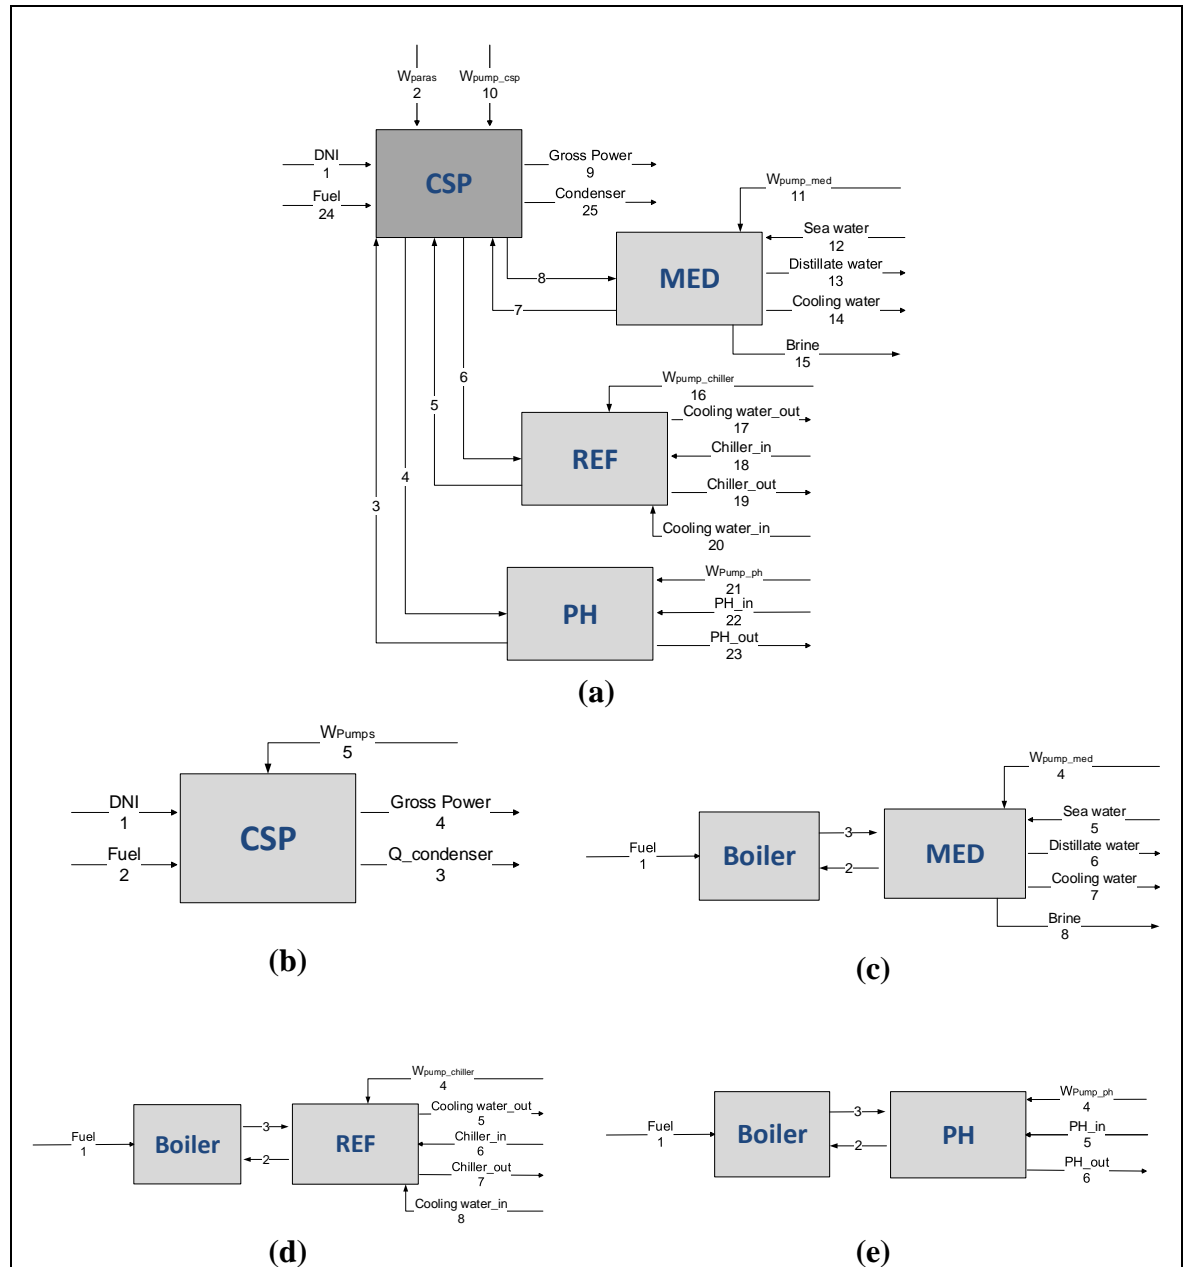 Wparas
2
Wpump_csp
10
DNI
1
Fuel
24
CSP
Gross Power
9
Condenser
25
Wpump_med
11
Sea water
12
MED
Distillate water
13
Cooling water
14
Brine
15
8
7
6
5
4
3
Wpump_chiller
16
Cooling water_out
17
REF
Chiller_in
18
Chiller_out
19
Cooling water_in
20
PH
WPump_ph
21
PH_in
22
PH_out
23
(a)
WPumps
5
DNI
1
Fuel
2
CSP
Gross Power
4
Q_condenser
3
(b)
Wpump_med
4
Fuel
1
Boiler
3
2
MED
Sea water
5
Distillate water
6
Cooling water
7
Brine
8
(c)
Wpump_chiller
4
Fuel
1
Boiler
3
2
REF
Cooling water_out
5
Chiller_in
6
Chiller_out
7
Cooling water_in
8
(d)
Fuel
1
Boiler
3
2
PH
WPump_ph
4
PH_in
5
PH_out
6
(e)